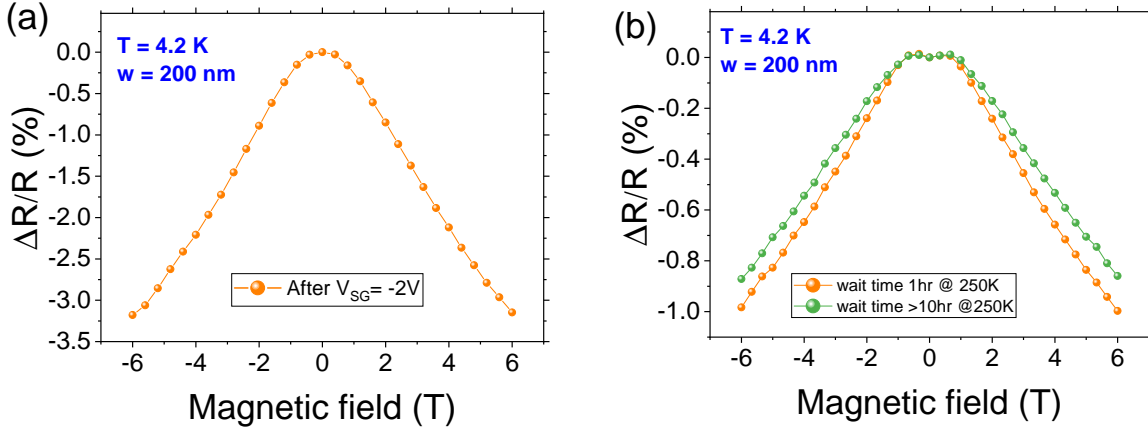 (a)
T = 4.2 K
w = 200 nm
0.0
-0.5
-1.0
-1.5
-2.0
-2.5
-3.0
-3.5
ΔR/R (%)
After V_SG= -2V
-6 -4 -2 0 2 4 6
Magnetic field (T)
(b)
T = 4.2 K
w = 200 nm
0.0
-0.2
-0.4
-0.6
-0.8
-1.0
ΔR/R (%)
wait time 1hr @ 250K
wait time >10hr @250K
-6 -4 -2 0 2 4 6
Magnetic field (T)